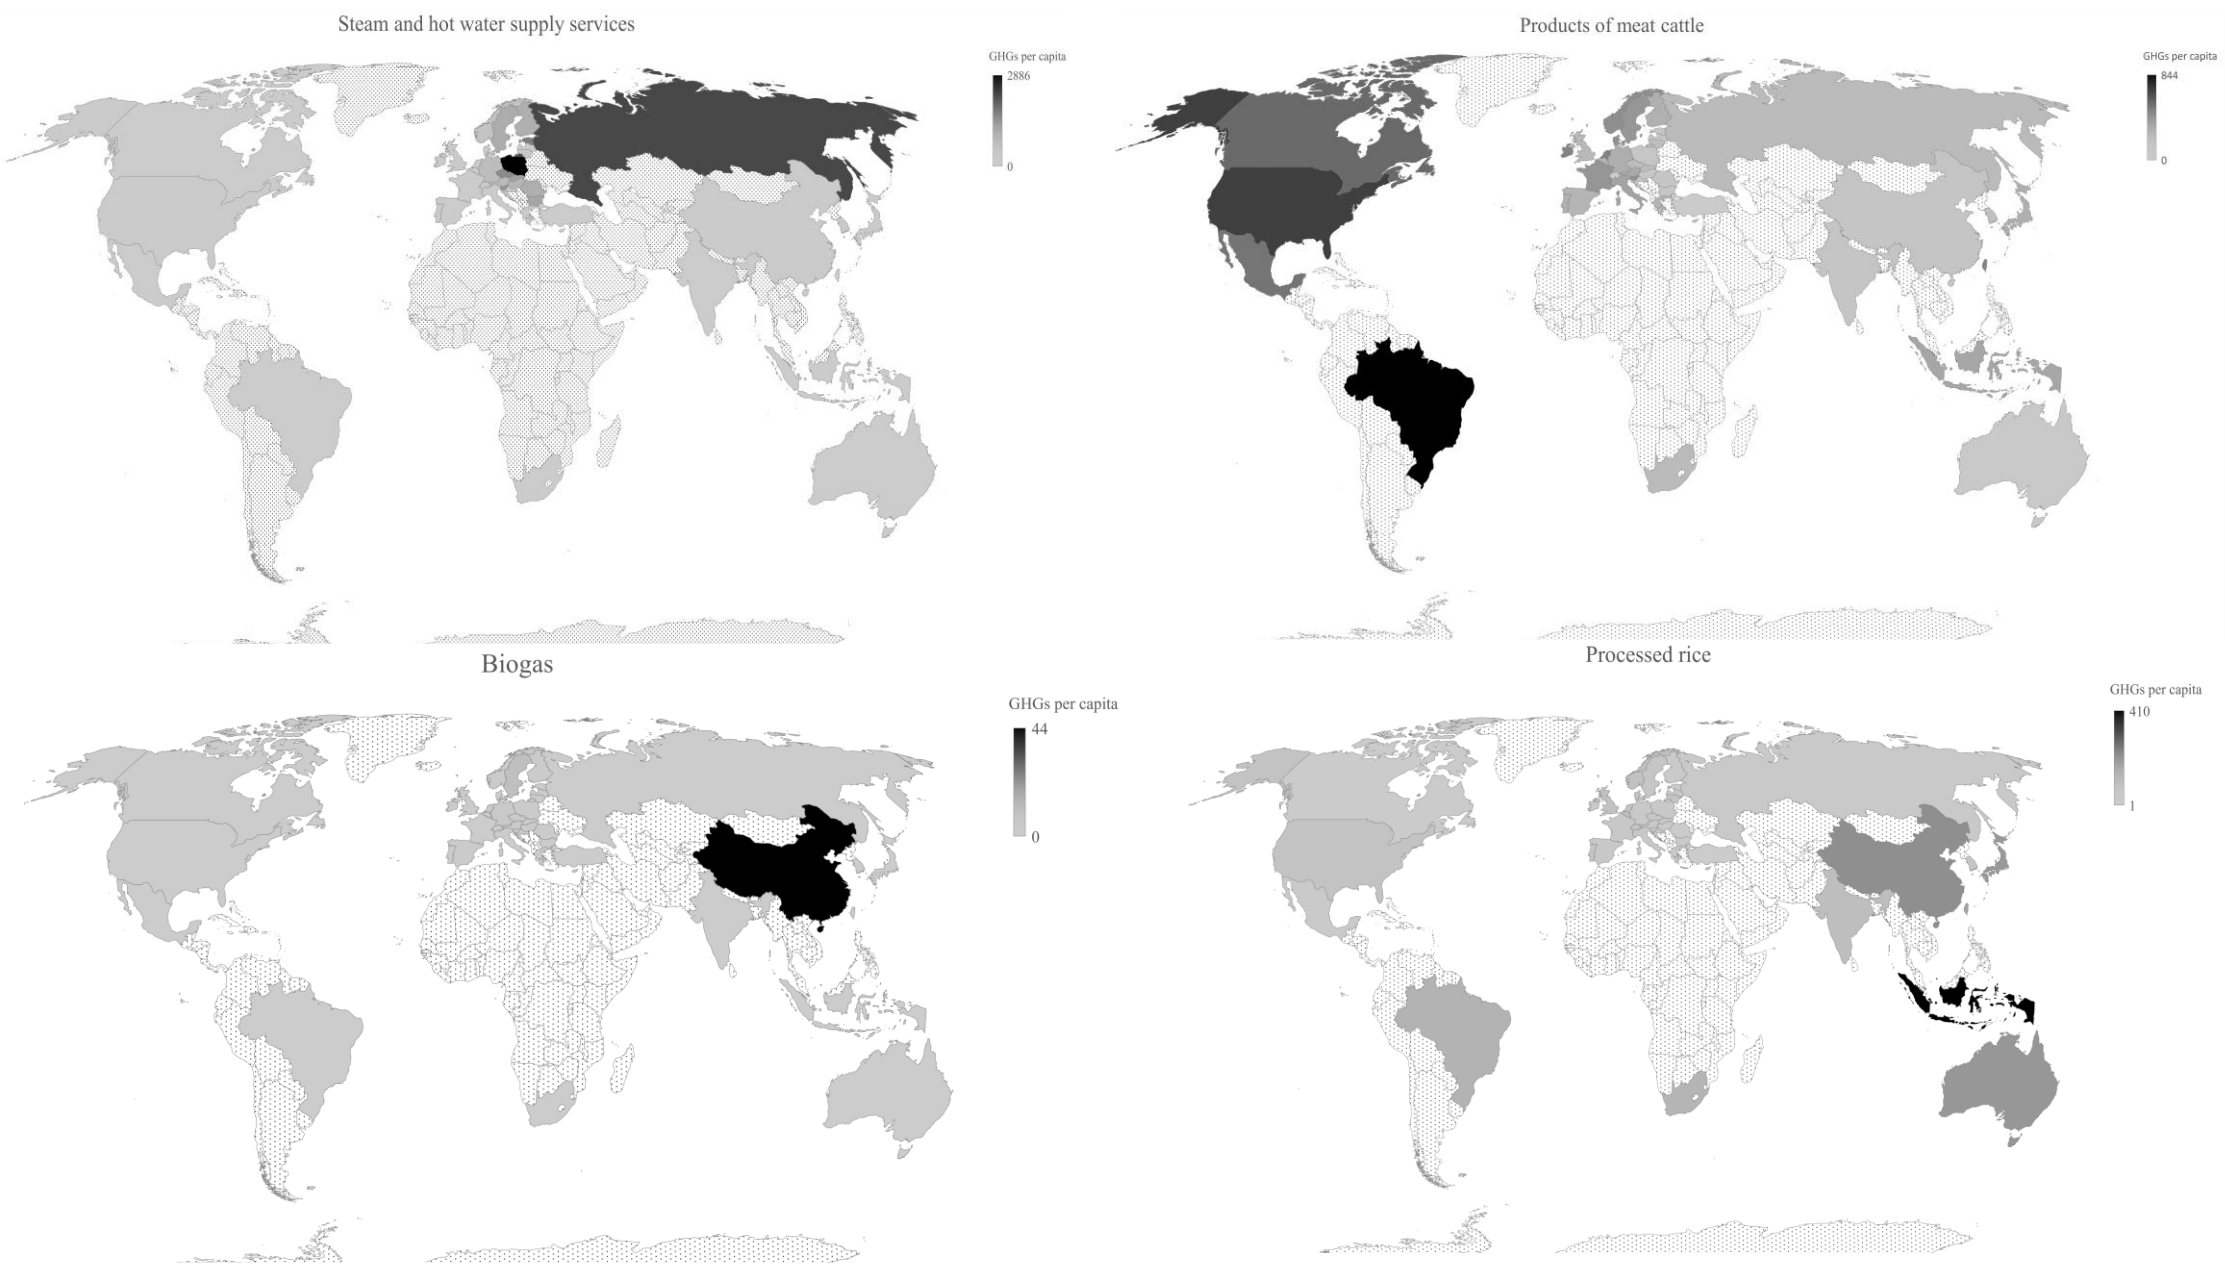 Steam and hot water supply services
GHGs per capita
2886
0
Products of meat cattle
GHGs per capita
844
0
Biogas
GHGs per capita
44
0
Processed rice
GHGs per capita
410
1